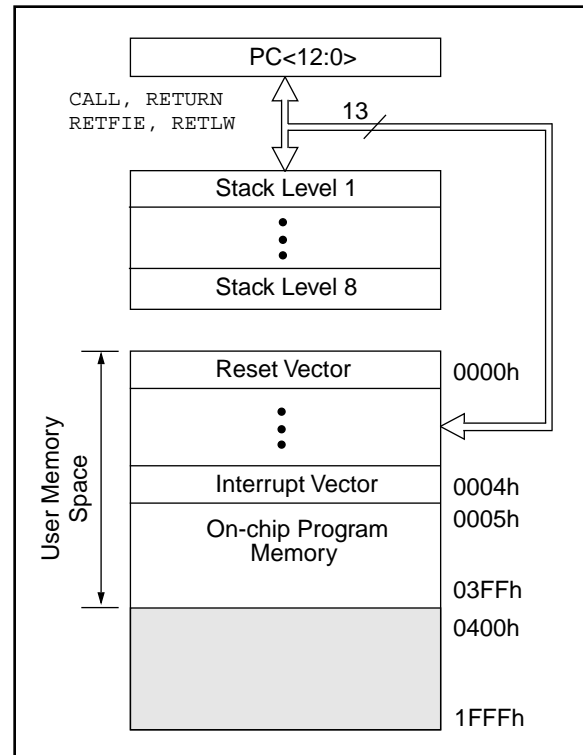 PC<12:0>
CALL, RETURN
RETFIE, RETLW
13
Stack Level 1
Stack Level 8
User Memory
Space
Reset Vector
0000h
Interrupt Vector
0004h
On-chip Program
Memory
0005h
03FFh
0400h
1FFFh